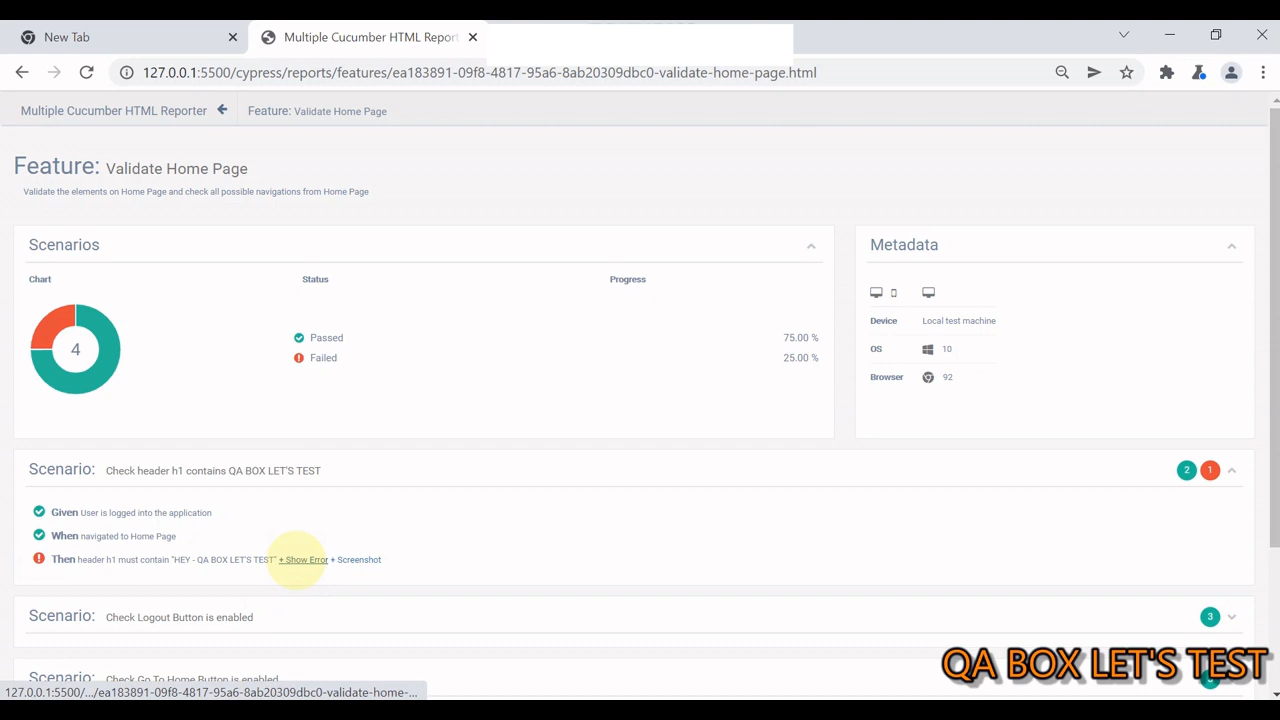 New Tab
Multiple Cucumber HTML Repor
127.0.0.1:5500/cypress/reports/features/ea183891-09f8-4817-95a6-8ab20309dbc0-validate-home-page.html
Multiple Cucumber HTML Reporter
Feature: Validate Home Page
Feature: Validate Home Page
Validate the elements on Home Page and check all possible navigations from Home Page
Scenarios
Chart Status Progress
4
Passed 75.00 %
Failed 25.00 %
Metadata
Device Local test machine
OS 10
Browser 92
Scenario: Check header h1 contains QA BOX LET'S TEST 2 1
Given User is logged into the application
When navigated to Home Page
Then header h1 must contain "HEY - QA BOX LET'S TEST" + Show Error + Screenshot
Scenario: Check Logout Button is enabled 3
Scenario: Check Go To Home Button is enabled
QA BOX LET'S TEST
127.0.0.1:5500/.../ea183891-09f8-4817-95a6-8ab20309dbc0-validate-home-...